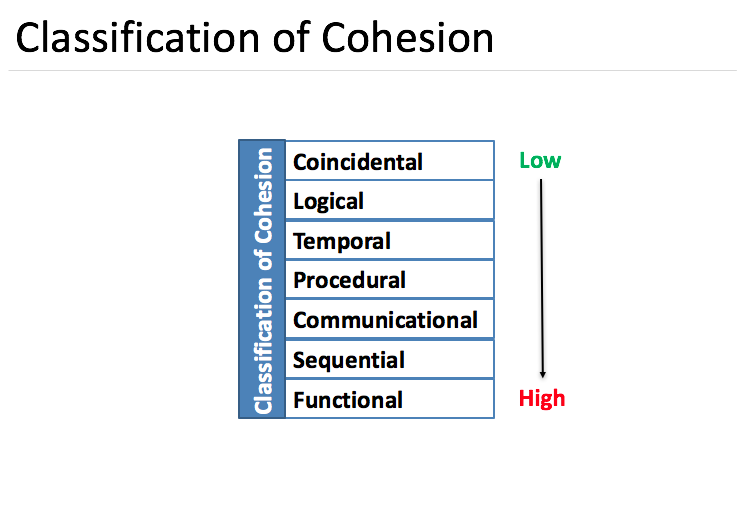 Classification of Cohesion
Classification of Cohesion
Coincidental
Low
Logical
Temporal
Procedural
Communicational
Sequential
Functional
High